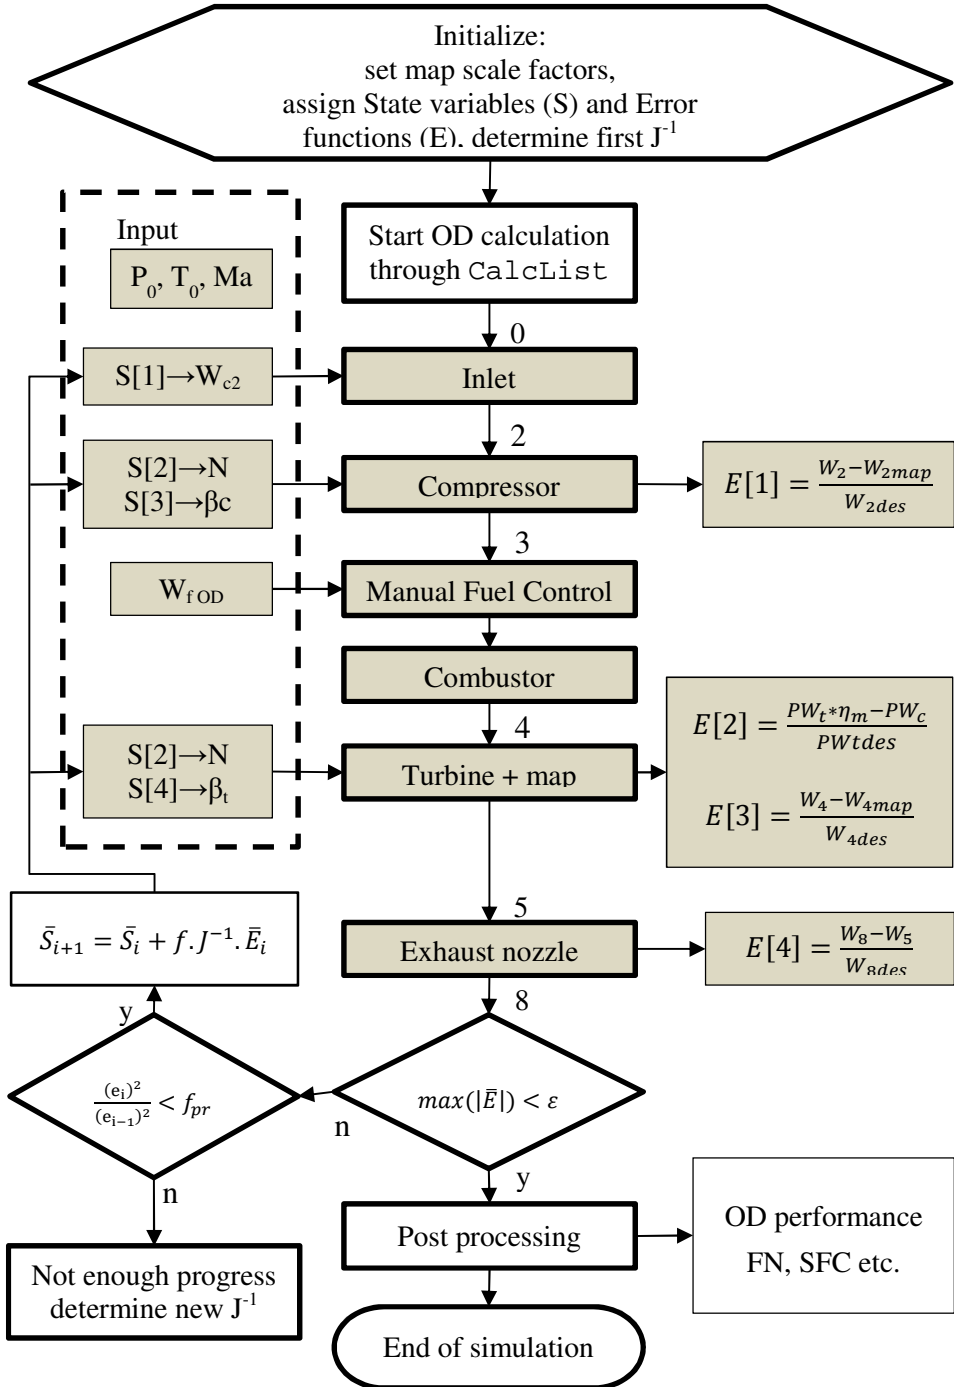 Initialize:
set map scale factors,
assign State variables (S) and Error
functions (E), determine first J⁻¹
Start OD calculation
through CalcList
Input
P₀, T₀, Ma
0
S[1]→W_c2
Inlet
2
S[2]→N
S[3]→βc
Compressor
E[1] = (W₂−W₂map)/W₂des
3
W_f OD
Manual Fuel Control
Combustor
4
S[2]→N
S[4]→β_t
Turbine + map
E[2] = (PW_t*η_m−PW_c)/PWtdes
E[3] = (W₄−W₄map)/W₄des
5
S̄ᵢ₊₁ = S̄ᵢ + f. J⁻¹. Ēᵢ
Exhaust nozzle
E[4] = (W₈−W₅)/W₈des
8
y
(eᵢ)²/(eᵢ₋₁)² < f_pr
n
max(|Ē|) < ε
n
y
Not enough progress
determine new J⁻¹
Post processing
OD performance
FN, SFC etc.
End of simulation